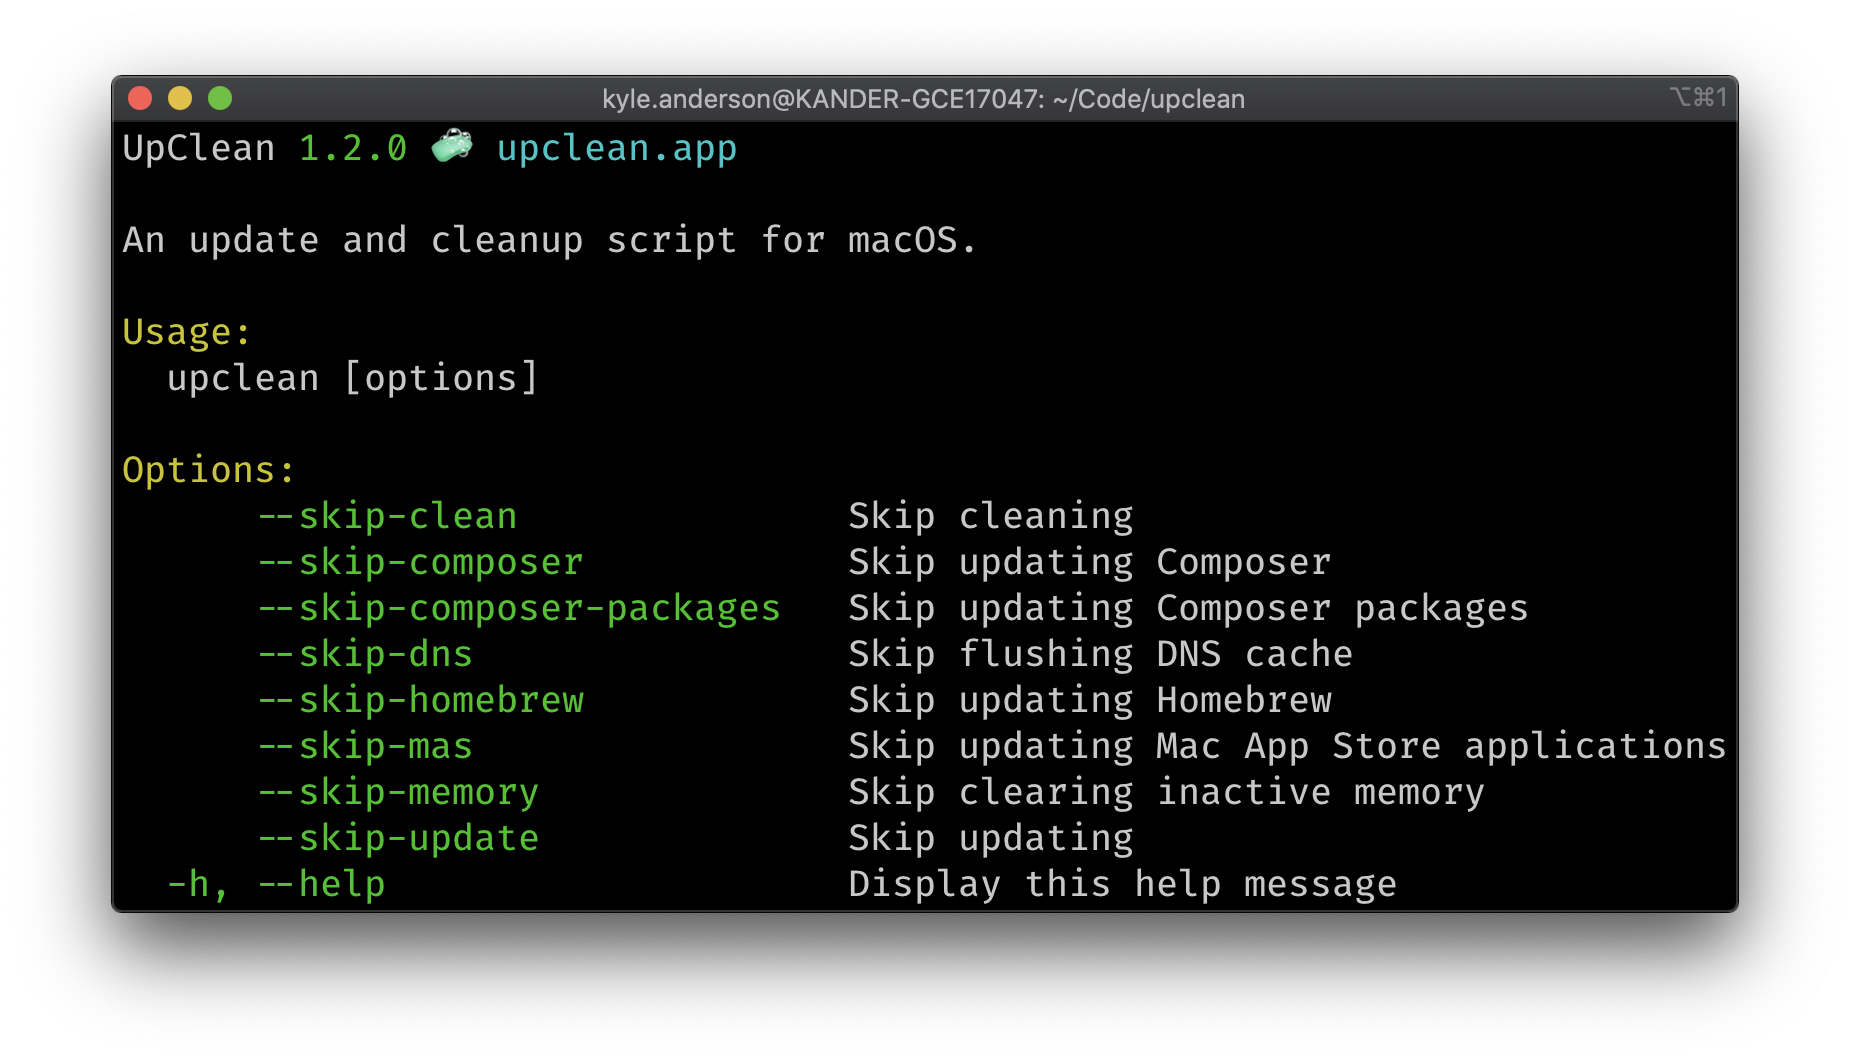 kyle.anderson@KANDER-GCE17047: ~/Code/upclean ⌥⌘1
UpClean 1.2.0 🧼 upclean.app
An update and cleanup script for macOS.
Usage:
upclean [options]
Options:
--skip-clean Skip cleaning
--skip-composer Skip updating Composer
--skip-composer-packages Skip updating Composer packages
--skip-dns Skip flushing DNS cache
--skip-homebrew Skip updating Homebrew
--skip-mas Skip updating Mac App Store applications
--skip-memory Skip clearing inactive memory
--skip-update Skip updating
-h, --help Display this help message